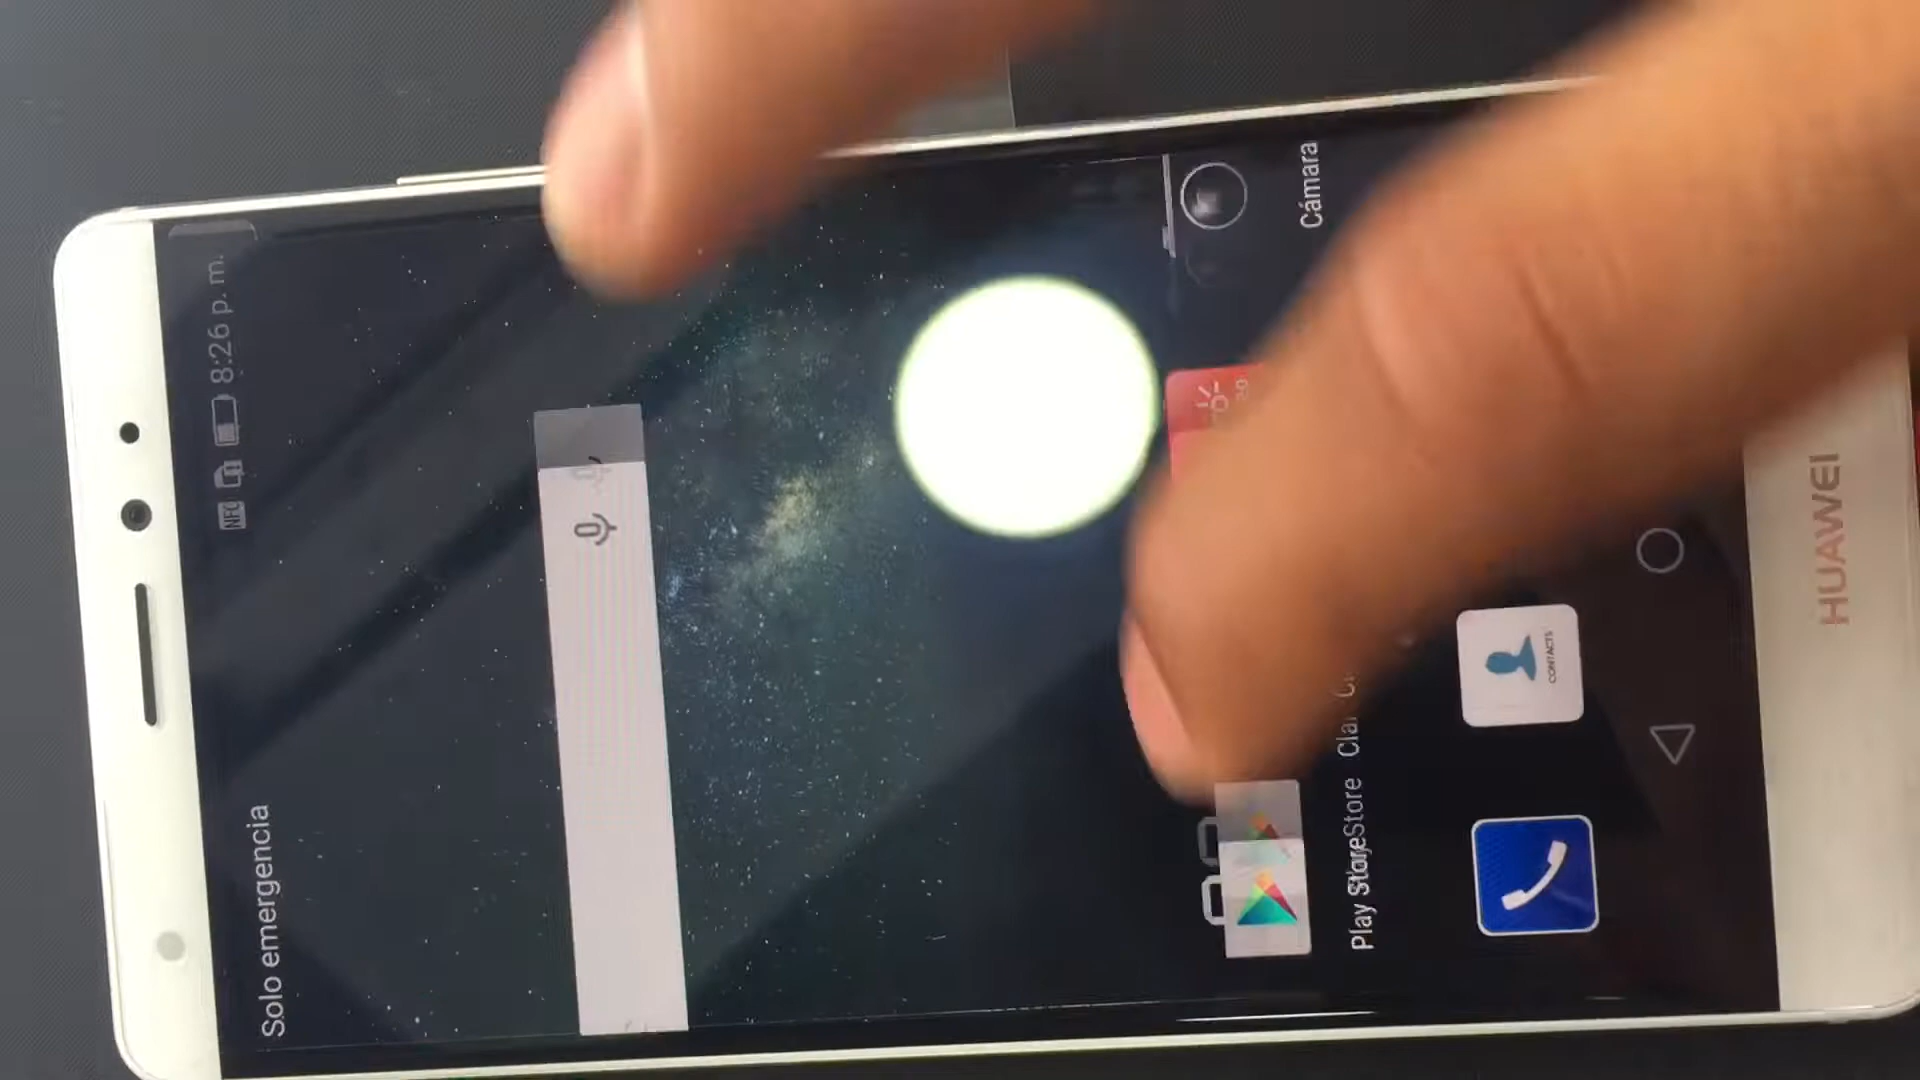 NFC 8:26 p. m.
Solo emergencia
Cámara
Play Store
CONTACTS
HUAWEI